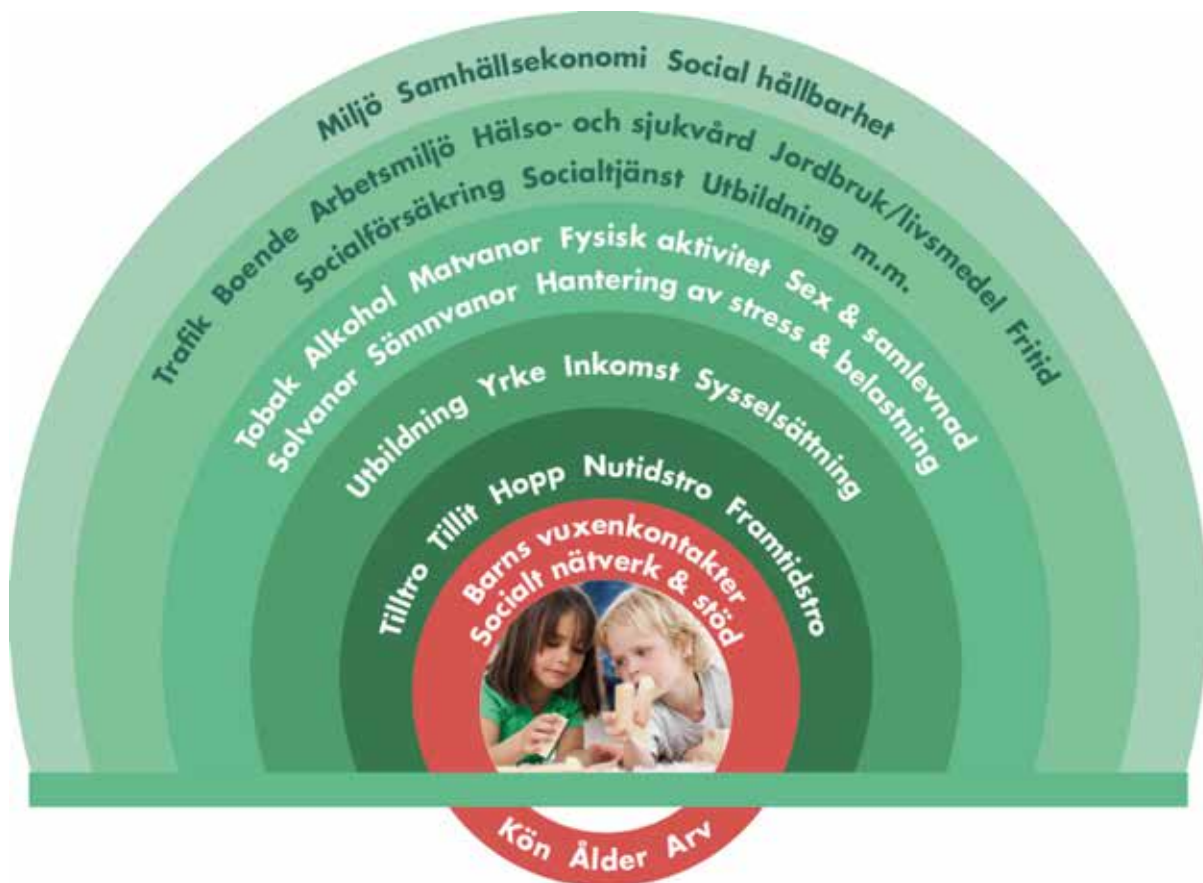 Miljö Samhällsekonomi Social hållbarhet
Trafik Boende Arbetsmiljö Hälso- och sjukvård Jordbruk/livsmedel Fritid
Socialförsäkring Socialtjänst Utbildning m.m.
Tobak Alkohol Matvanor Fysisk aktivitet Sex & samlevnad
Solvanor Sömnvanor Hantering av stress & belastning
Utbildning Yrke Inkomst Sysselsättning
Tilltro Tillit Hopp Nutidstro Framtidstro
Barns vuxenkontakter
Socialt nätverk & stöd
Kön Ålder Arv